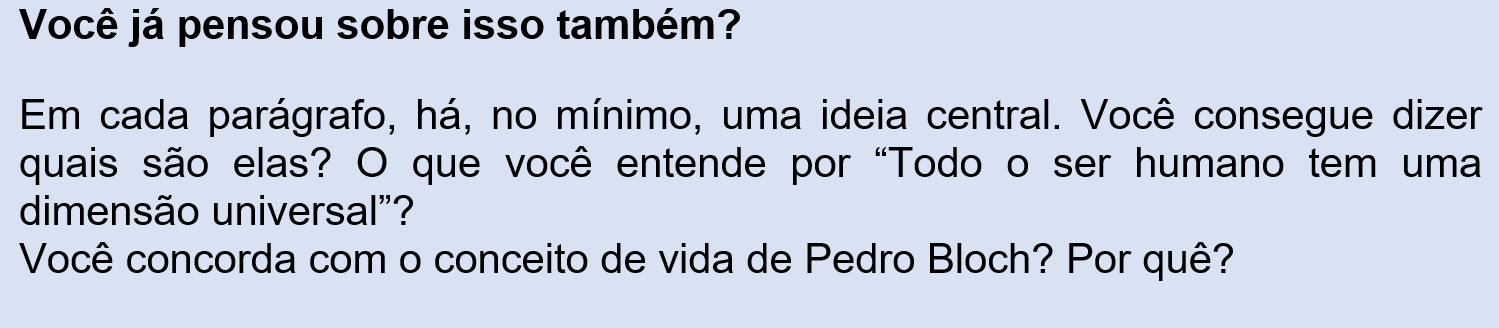 Você já pensou sobre isso também?
Em cada parágrafo, há, no mínimo, uma ideia central. Você consegue dizer
quais são elas? O que você entende por “Todo o ser humano tem uma
dimensão universal”?
Você concorda com o conceito de vida de Pedro Bloch? Por quê?